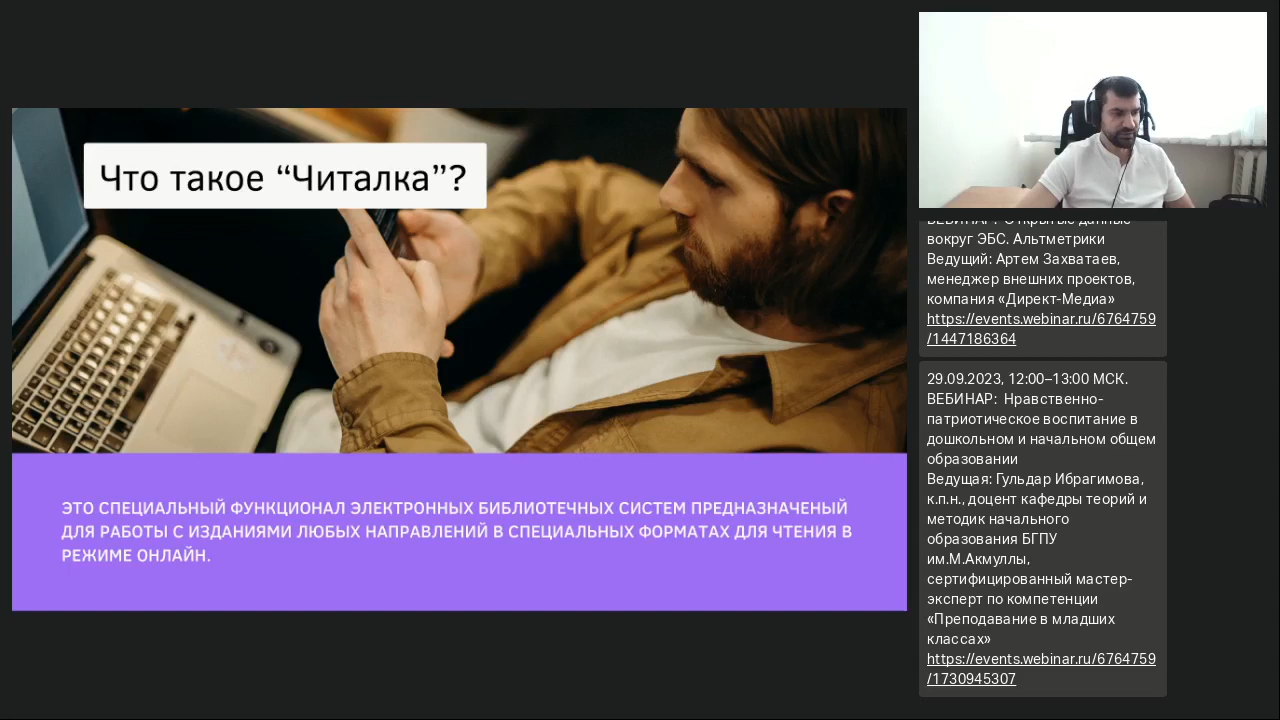 Что такое “Читалка”?
ЭТО СПЕЦИАЛЬНЫЙ ФУНКЦИОНАЛ ЭЛЕКТРОННЫХ БИБЛИОТЕЧНЫХ СИСТЕМ ПРЕДНАЗНАЧЕНЫЙ
ДЛЯ РАБОТЫ С ИЗДАНИЯМИ ЛЮБЫХ НАПРАВЛЕНИЙ В СПЕЦИАЛЬНЫХ ФОРМАТАХ ДЛЯ ЧТЕНИЯ В
РЕЖИМЕ ОНЛАЙН.
ВЕБИНАР: Открытые данные
вокруг ЭБС. Альтметрики
Ведущий: Артем Захватаев,
менеджер внешних проектов,
компания «Директ-Медиа»
https://events.webinar.ru/6764759
/1447186364
29.09.2023, 12:00–13:00 МСК.
ВЕБИНАР: Нравственно-
патриотическое воспитание в
дошкольном и начальном общем
образовании
Ведущая: Гульдар Ибрагимова,
к.п.н., доцент кафедры теорий и
методик начального
образования БГПУ
им.М.Акмуллы,
сертифицированный мастер-
эксперт по компетенции
«Преподавание в младших
классах»
https://events.webinar.ru/6764759
/1730945307